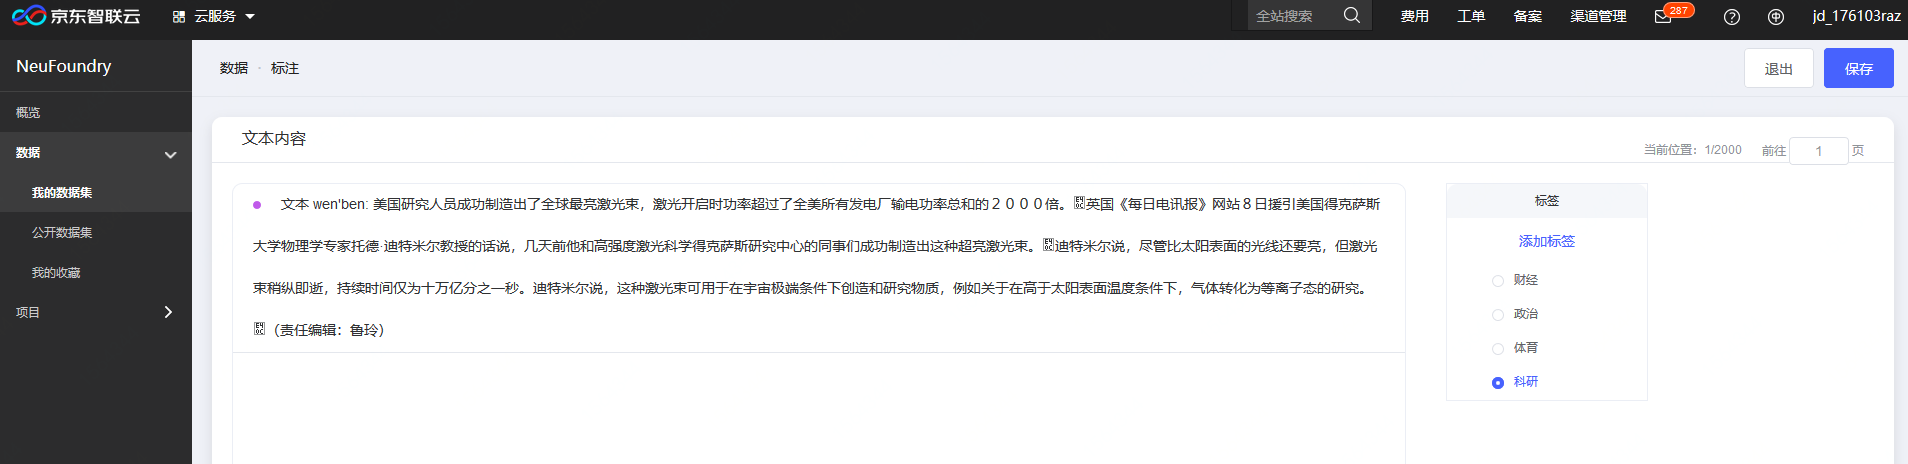 京东智联云
云服务
全站搜索
费用
工单
备案
渠道管理
287
jd_176103raz
NeuFoundry
数据 - 标注
退出
保存
概览
数据
我的数据集
公开数据集
我的收藏
项目
文本内容
当前位置：1/2000
前往 1 页
文本 wen'ben: 美国研究人员成功制造出了全球最亮激光束，激光开启时功率超过了全美所有发电厂输电功率总和的２０００倍。英国《每日电讯报》网站８日援引美国得克萨斯
大学物理学专家托德·迪特米尔教授的话说，几天前他和高强度激光科学得克萨斯研究中心的同事们成功制造出这种超亮激光束。迪特米尔说，尽管比太阳表面的光线还要亮，但激光
束稍纵即逝，持续时间仅为十万亿分之一秒。迪特米尔说，这种激光束可用于在宇宙极端条件下创造和研究物质，例如关于在高于太阳表面温度条件下，气体转化为等离子态的研究。
（责任编辑：鲁玲）
标签
添加标签
财经
政治
体育
科研